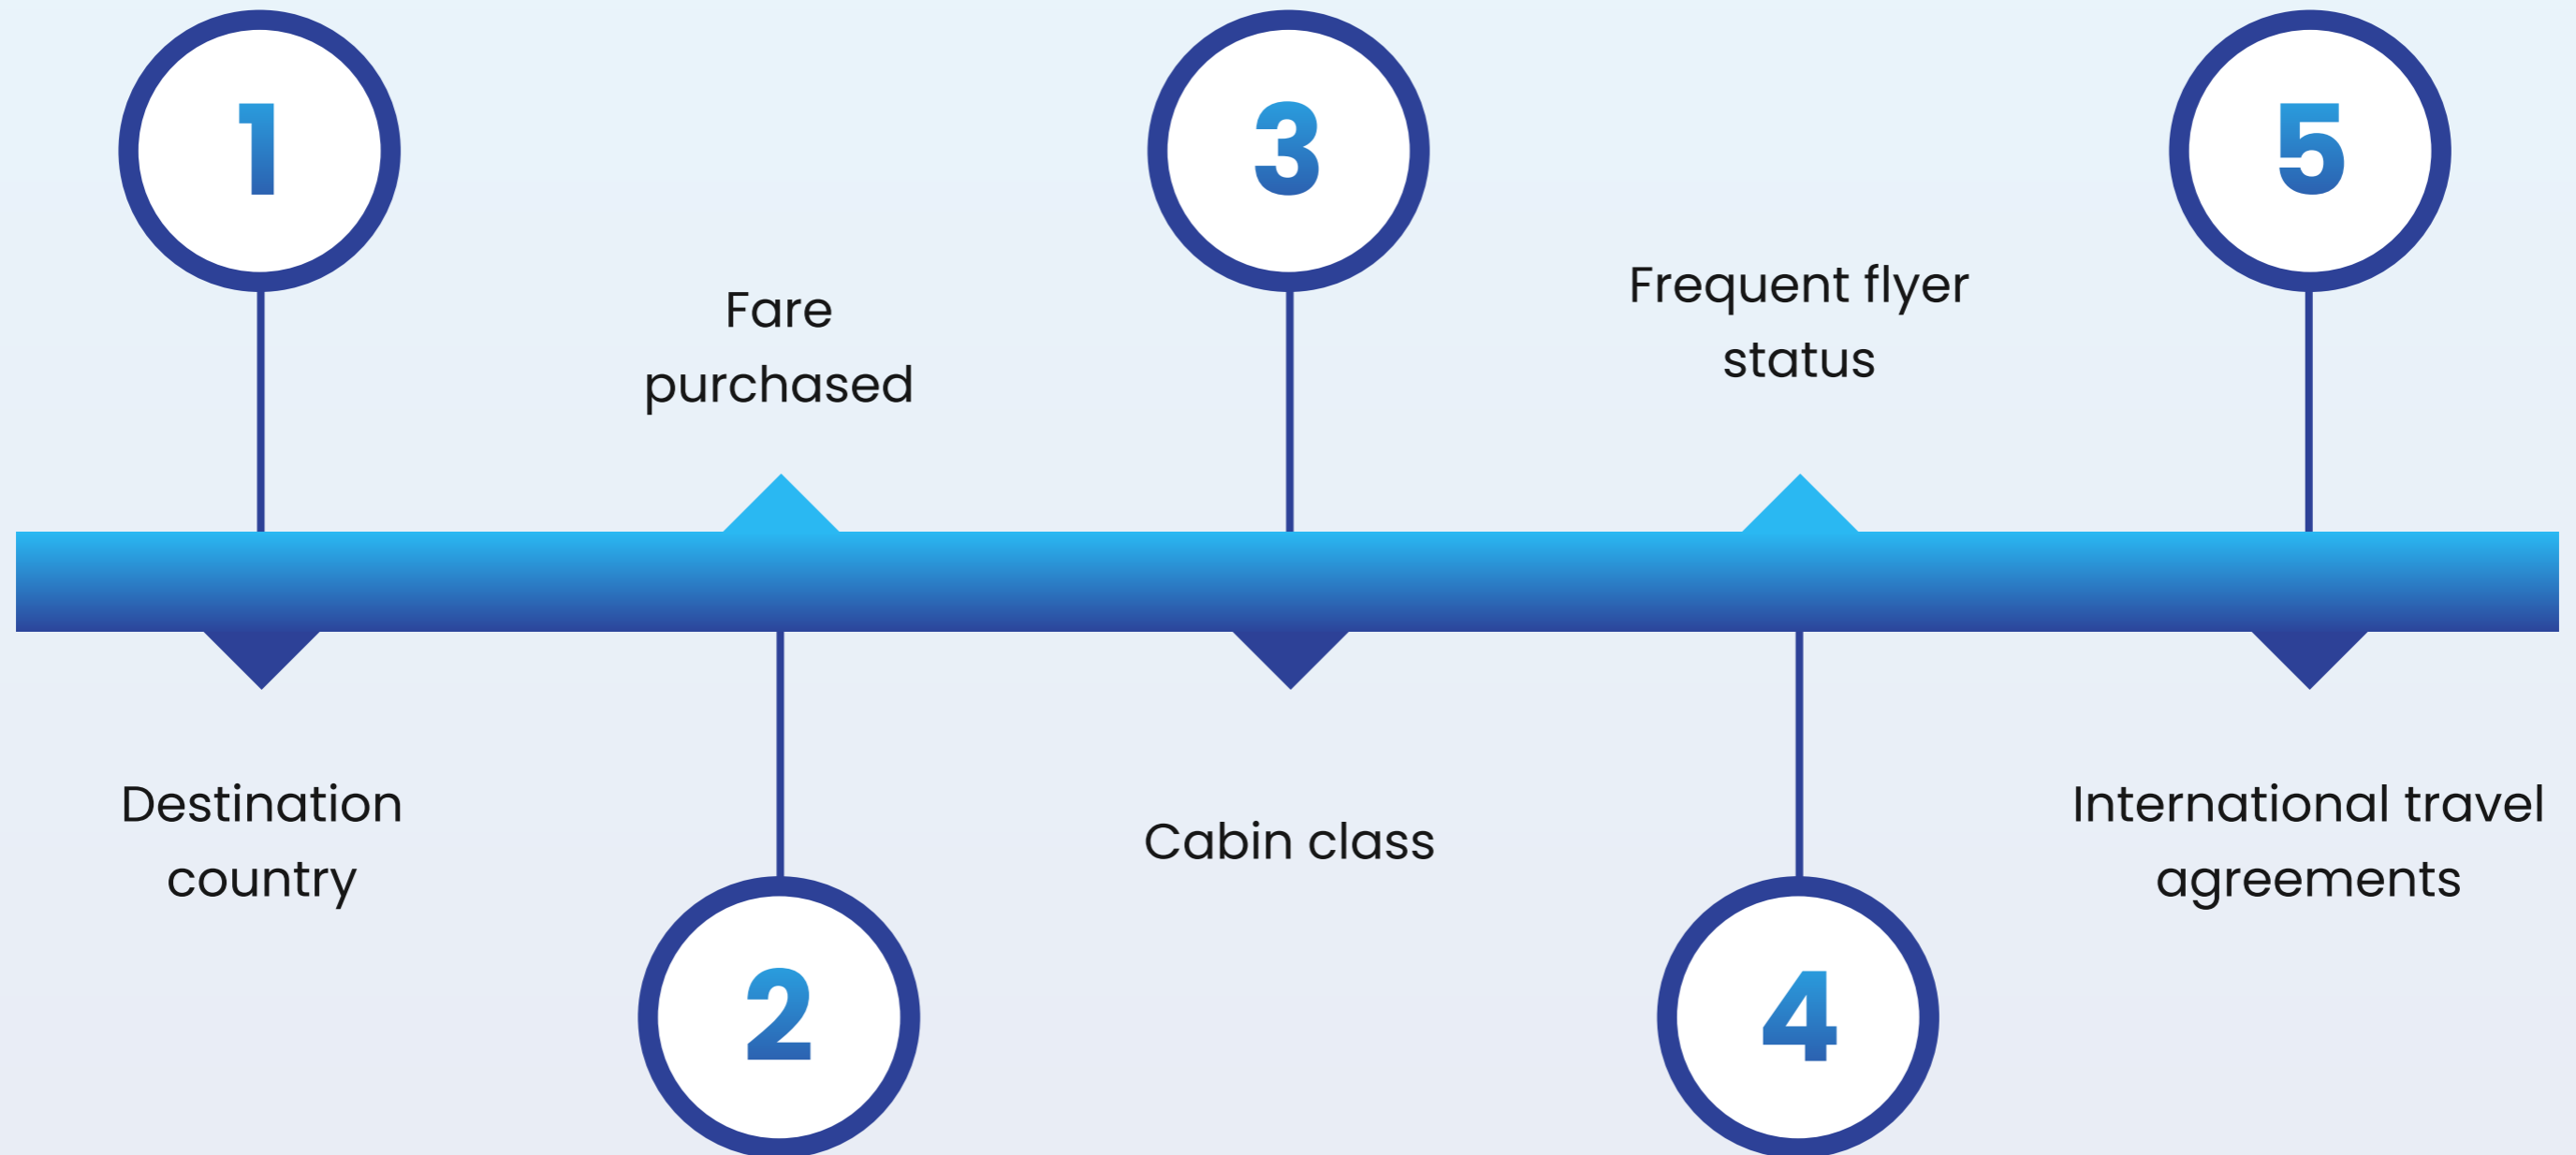 1
Destination
country
2
Fare
purchased
3
Cabin class
4
Frequent flyer
status
5
International travel
agreements